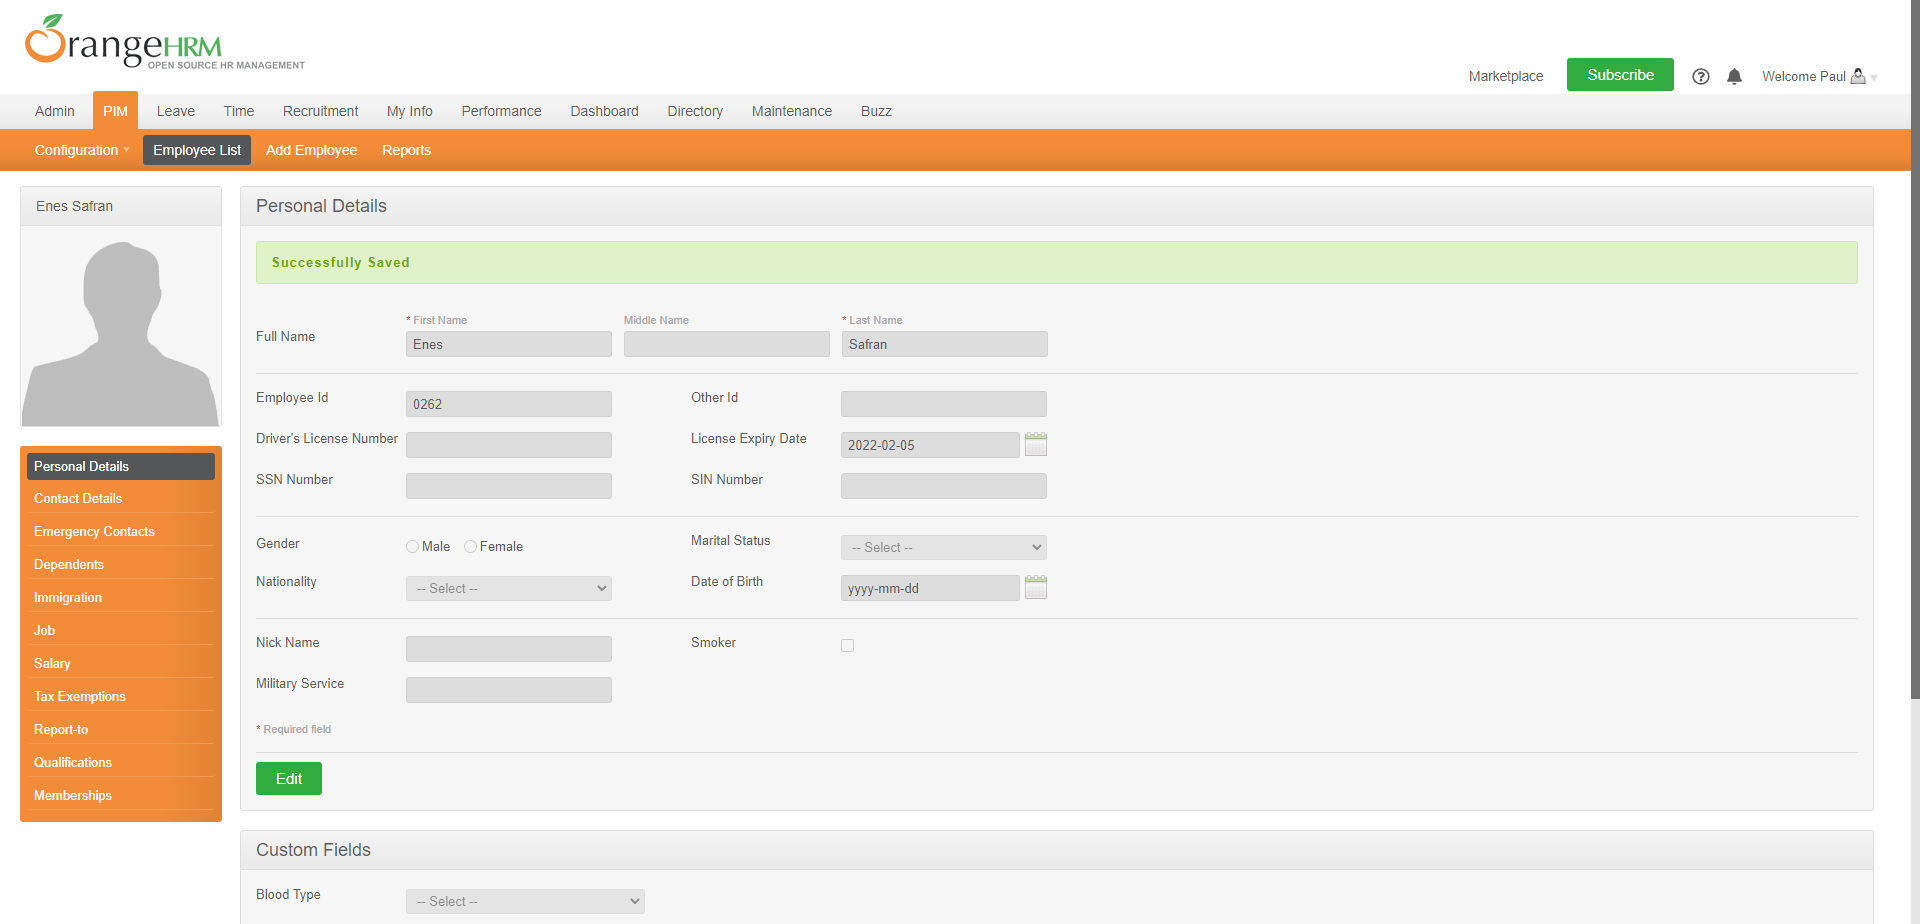 OrangeHRM
OPEN SOURCE HR MANAGEMENT
Marketplace
Subscribe
Welcome Paul
Admin
PIM
Leave
Time
Recruitment
My Info
Performance
Dashboard
Directory
Maintenance
Buzz
Configuration
Employee List
Add Employee
Reports
Enes Safran
Personal Details
Contact Details
Emergency Contacts
Dependents
Immigration
Job
Salary
Tax Exemptions
Report-to
Qualifications
Memberships
Personal Details
Successfully Saved
* First Name
Middle Name
* Last Name
Full Name
Enes
Safran
Employee Id
0262
Other Id
Driver's License Number
License Expiry Date
2022-02-05
SSN Number
SIN Number
Gender
Male
Female
Marital Status
-- Select --
Nationality
-- Select --
Date of Birth
yyyy-mm-dd
Nick Name
Smoker
Military Service
* Required field
Edit
Custom Fields
Blood Type
-- Select --